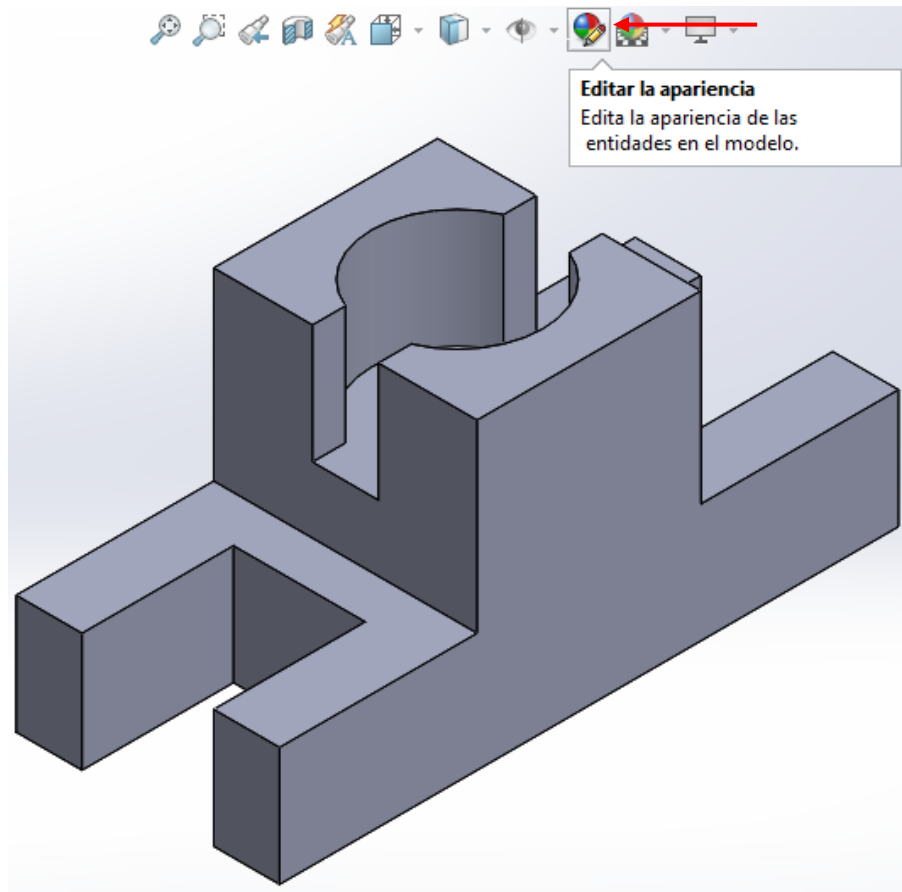 Editar la apariencia
Edita la apariencia de las
entidades en el modelo.